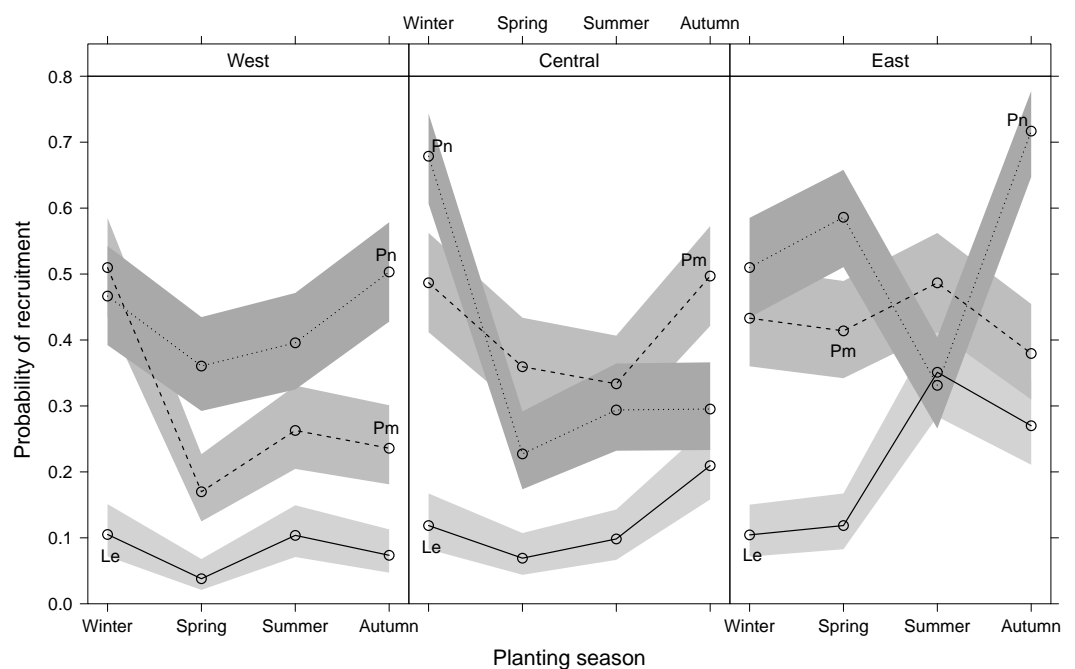 Winter Spring Summer Autumn
West Central East
0.8
0.7
0.6
0.5
0.4
0.3
0.2
0.1
0.0
Probability of recruitment
Pn
Pm
Le
Pn
Pm
Le
Pn
Pm
Le
Winter Spring Summer Autumn Winter Spring Summer Autumn
Planting season